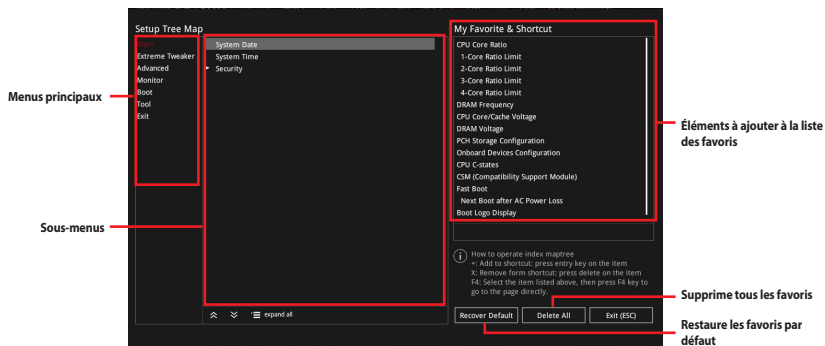 Setup Tree Map
Main
Extreme Tweaker
Advanced
Monitor
Boot
Tool
Exit
System Date
System Time
Security
expand all
My Favorite & Shortcut
CPU Core Ratio
1-Core Ratio Limit
2-Core Ratio Limit
3-Core Ratio Limit
4-Core Ratio Limit
DRAM Frequency
CPU Core/Cache Voltage
DRAM Voltage
PCH Storage Configuration
Onboard Devices Configuration
CPU C-states
CSM (Compatibility Support Module)
Fast Boot
Next Boot after AC Power Loss
Boot Logo Display
How to operate index maptree
+: Add to shortcut: press entry key on the item
X: Remove form shortcut: press delete on the item
F4: Select the item listed above, then press F4 key to
go to the page directly.
Recover Default
Delete All
Exit (ESC)
Menus principaux
Sous-menus
Éléments à ajouter à la liste
des favoris
Supprime tous les favoris
Restaure les favoris par
défaut